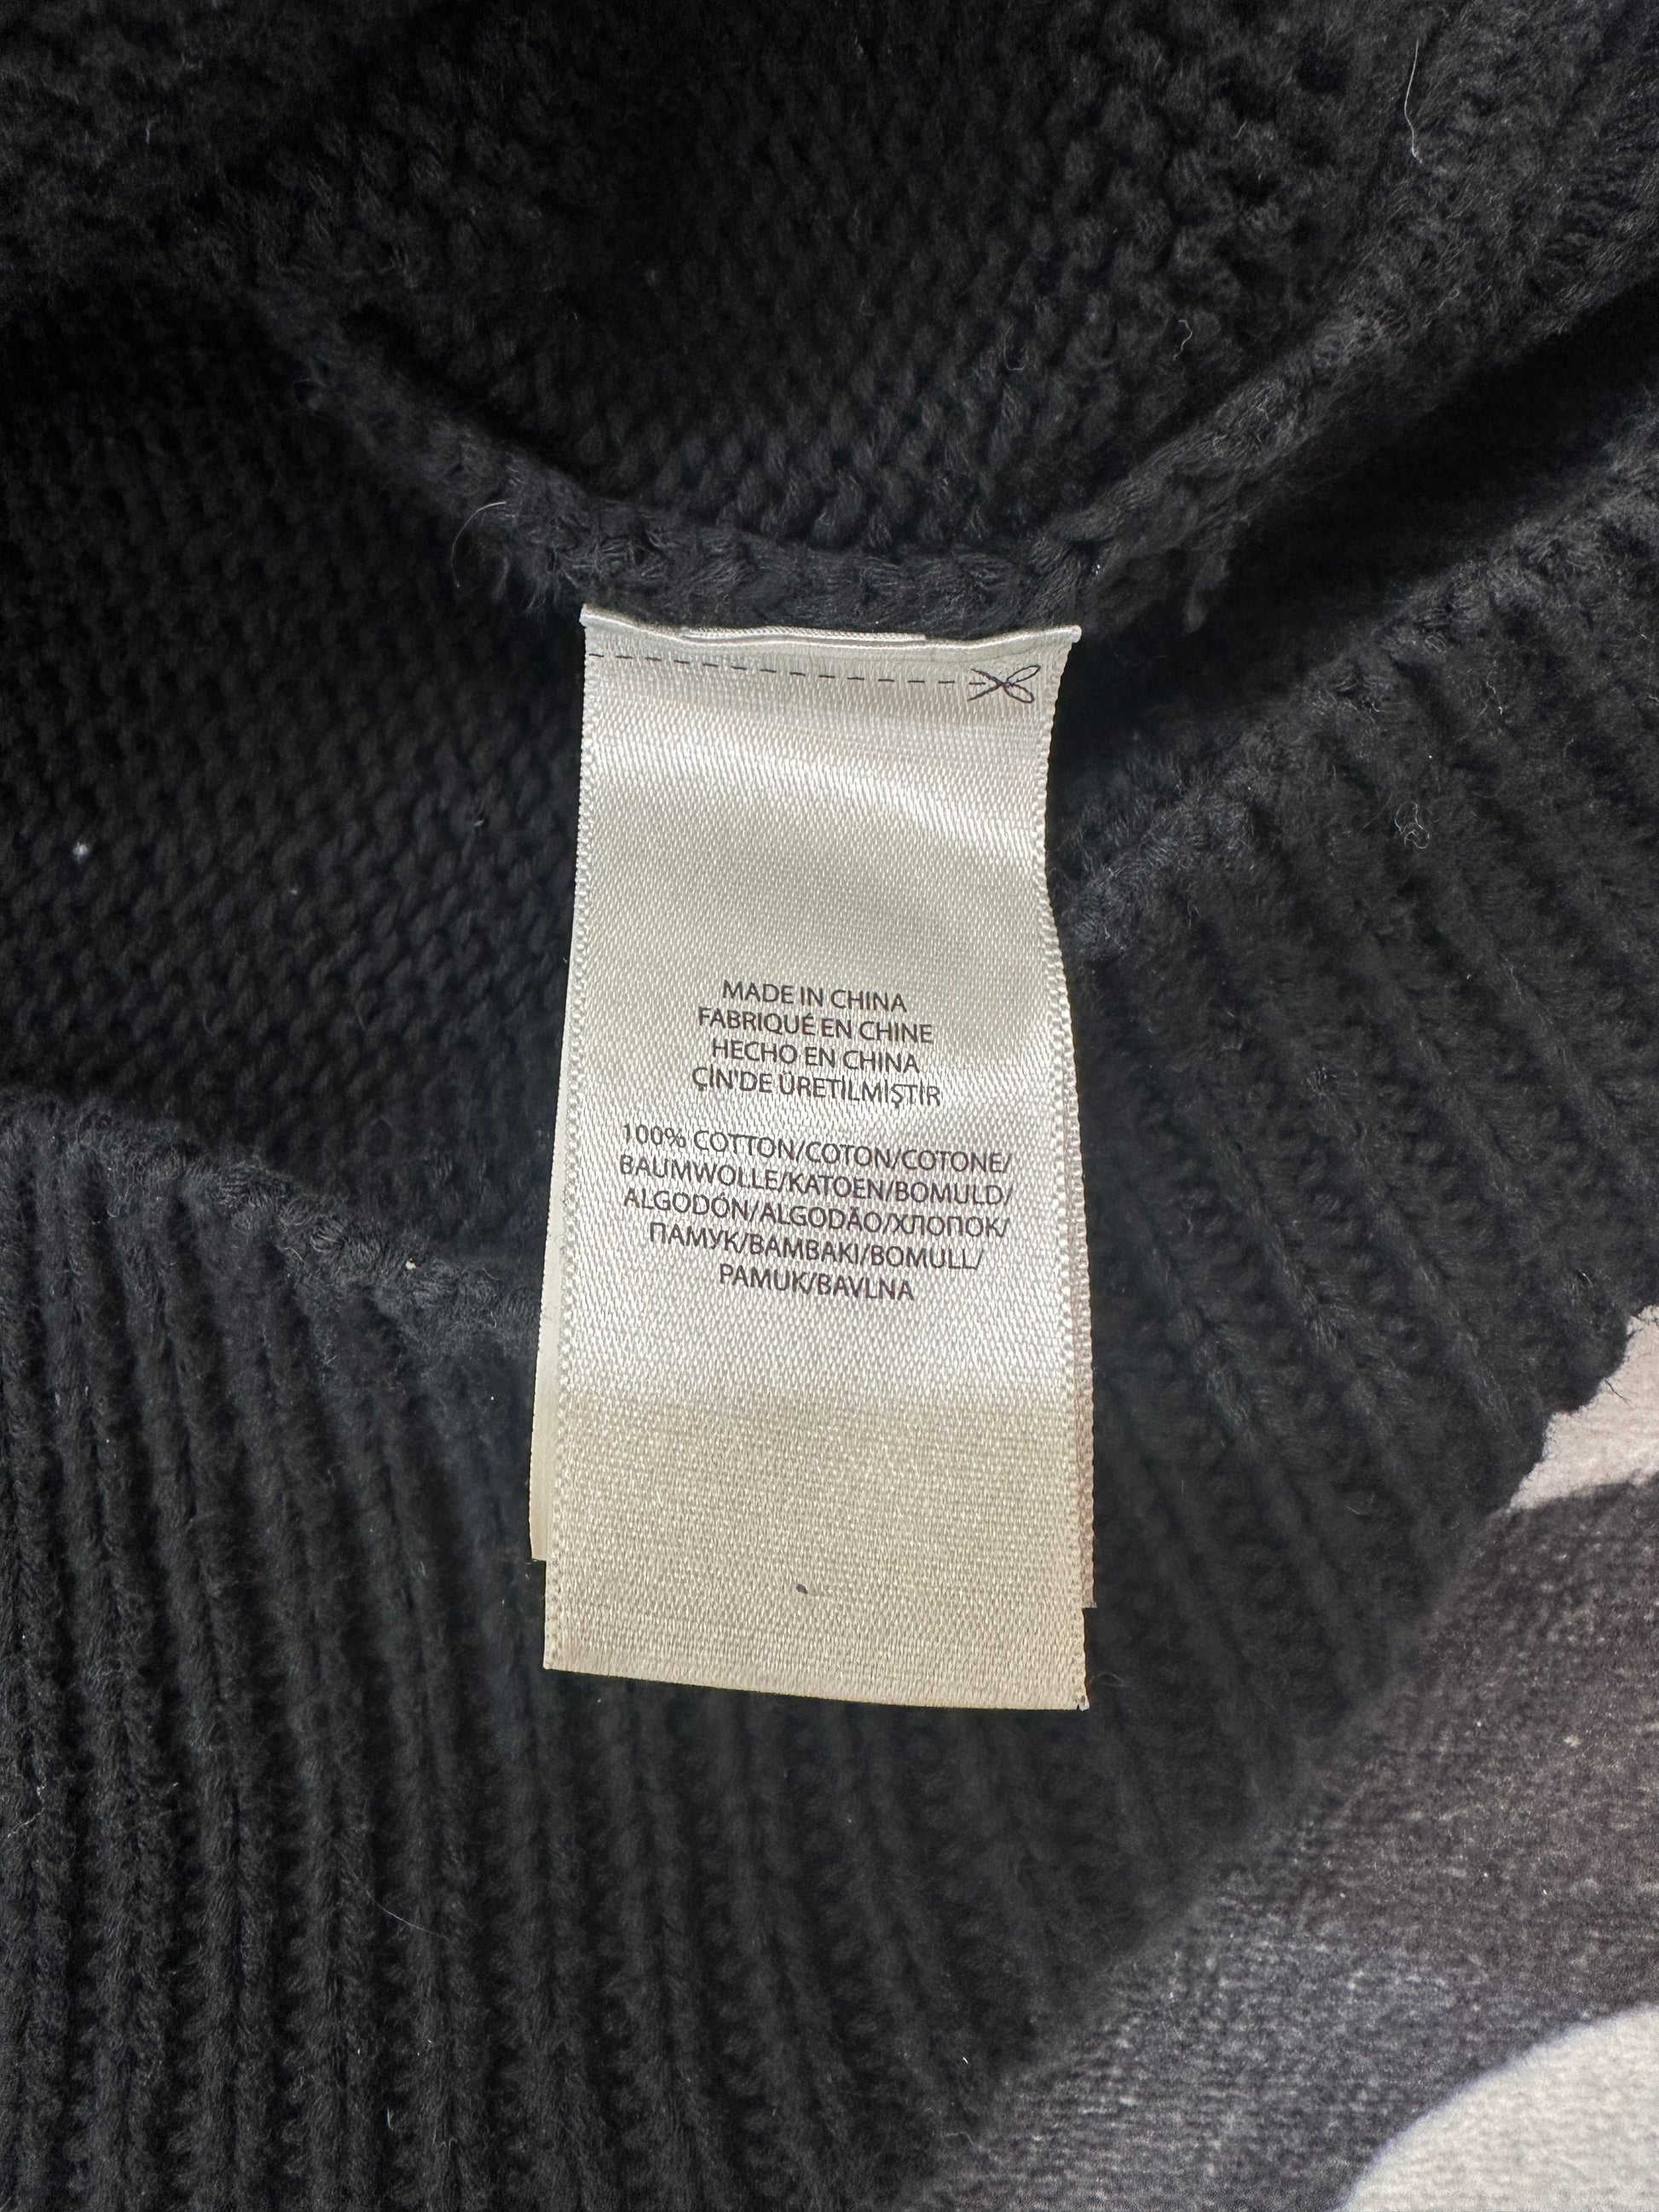 MADE IN CHINA
FABRIQUÉ EN CHINE
HECHO EN CHINA
ÇİN'DE ÜRETİLMİŞTİR
100% COTTON/COTON/COTONE/
BAUMWOLLE/KATOEN/BOMULD/
ALGODÓN/ALGODÃO/ХЛОПОК/
ПАМУК/BAMBAKI/BOMULL/
PAMUK/BAVLNA